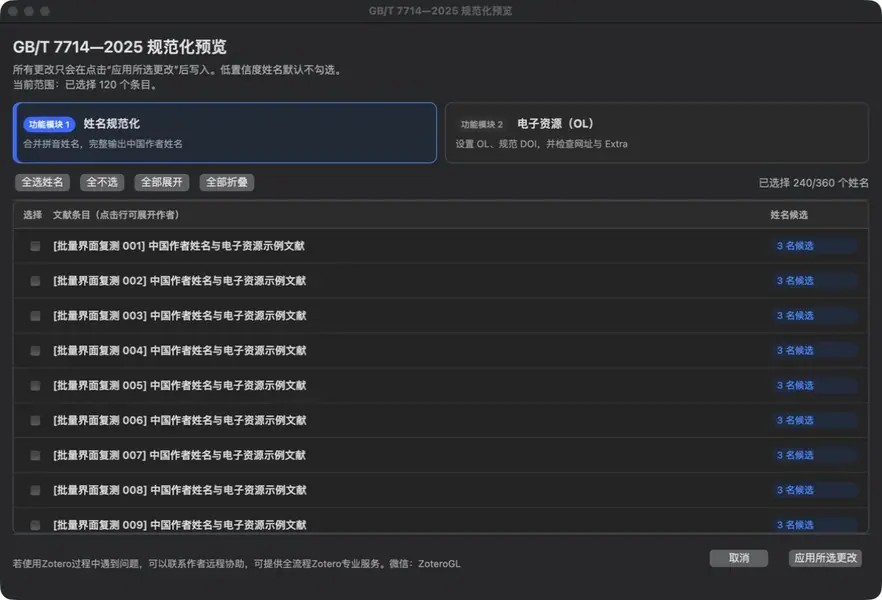 GB/T 7714—2025 规范化预览
GB/T 7714—2025 规范化预览
所有更改只会在点击“应用所选更改”后写入。低置信度姓名默认不勾选。
当前范围：已选择 120 个条目。
功能模块 1 姓名规范化
合并拼音姓名，完整输出中国作者姓名
功能模块 2 电子资源（OL）
设置 OL、规范 DOI，并检查网址与 Extra
全选姓名 全不选 全部展开 全部折叠 已选择 240/360 个姓名
选择 文献条目（点击行可展开作者） 姓名候选
[批量界面复测 001] 中国作者姓名与电子资源示例文献 3 名候选
[批量界面复测 002] 中国作者姓名与电子资源示例文献 3 名候选
[批量界面复测 003] 中国作者姓名与电子资源示例文献 3 名候选
[批量界面复测 004] 中国作者姓名与电子资源示例文献 3 名候选
[批量界面复测 005] 中国作者姓名与电子资源示例文献 3 名候选
[批量界面复测 006] 中国作者姓名与电子资源示例文献 3 名候选
[批量界面复测 007] 中国作者姓名与电子资源示例文献 3 名候选
[批量界面复测 008] 中国作者姓名与电子资源示例文献 3 名候选
[批量界面复测 009] 中国作者姓名与电子资源示例文献 3 名候选
若使用Zotero过程中遇到问题，可以联系作者远程协助，可提供全流程Zotero专业服务。微信：ZoteroGL
取消 应用所选更改